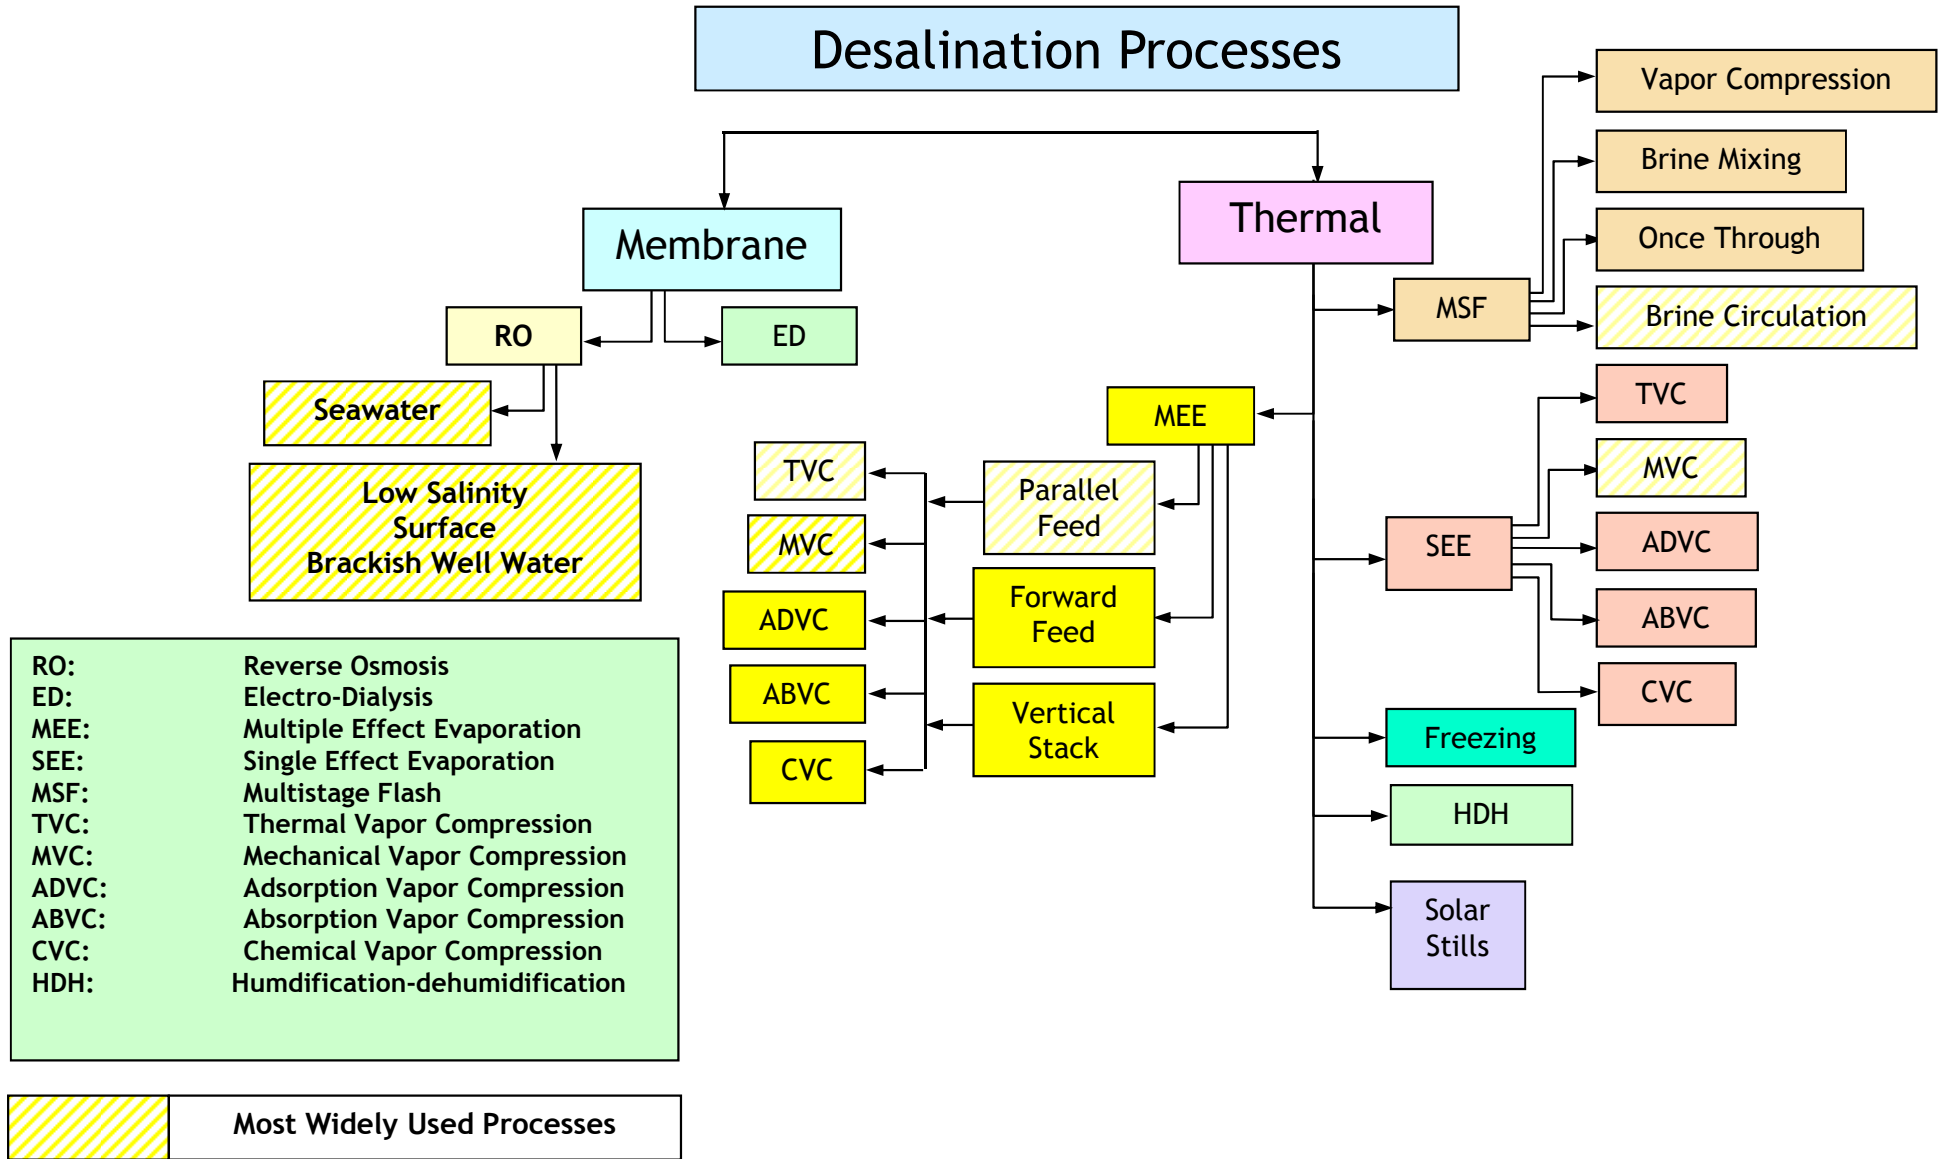 Desalination Processes
Vapor Compression
Brine Mixing
Once Through
Brine Circulation
Thermal
Membrane
MSF
RO
ED
Seawater
Low Salinity
Surface
Brackish Well Water
MEE
TVC
MVC
ADVC
ABVC
CVC
Parallel
Feed
Forward
Feed
Vertical
Stack
SEE
TVC
MVC
ADVC
ABVC
CVC
Freezing
HDH
Solar
Stills
RO: Reverse Osmosis
ED: Electro-Dialysis
MEE: Multiple Effect Evaporation
SEE: Single Effect Evaporation
MSF: Multistage Flash
TVC: Thermal Vapor Compression
MVC: Mechanical Vapor Compression
ADVC: Adsorption Vapor Compression
ABVC: Absorption Vapor Compression
CVC: Chemical Vapor Compression
HDH: Humdification-dehumidification
Most Widely Used Processes